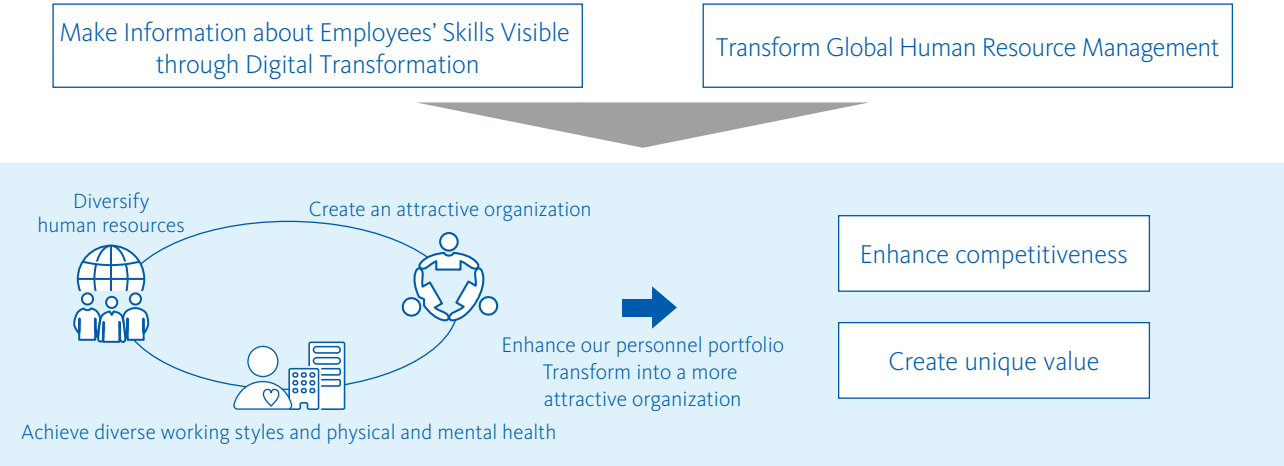 Make Information about Employees’ Skills Visible
through Digital Transformation
Transform Global Human Resource Management
Diversify
human resources
Create an attractive organization
Achieve diverse working styles and physical and mental health
Enhance our personnel portfolio
Transform into a more
attractive organization
Enhance competitiveness
Create unique value